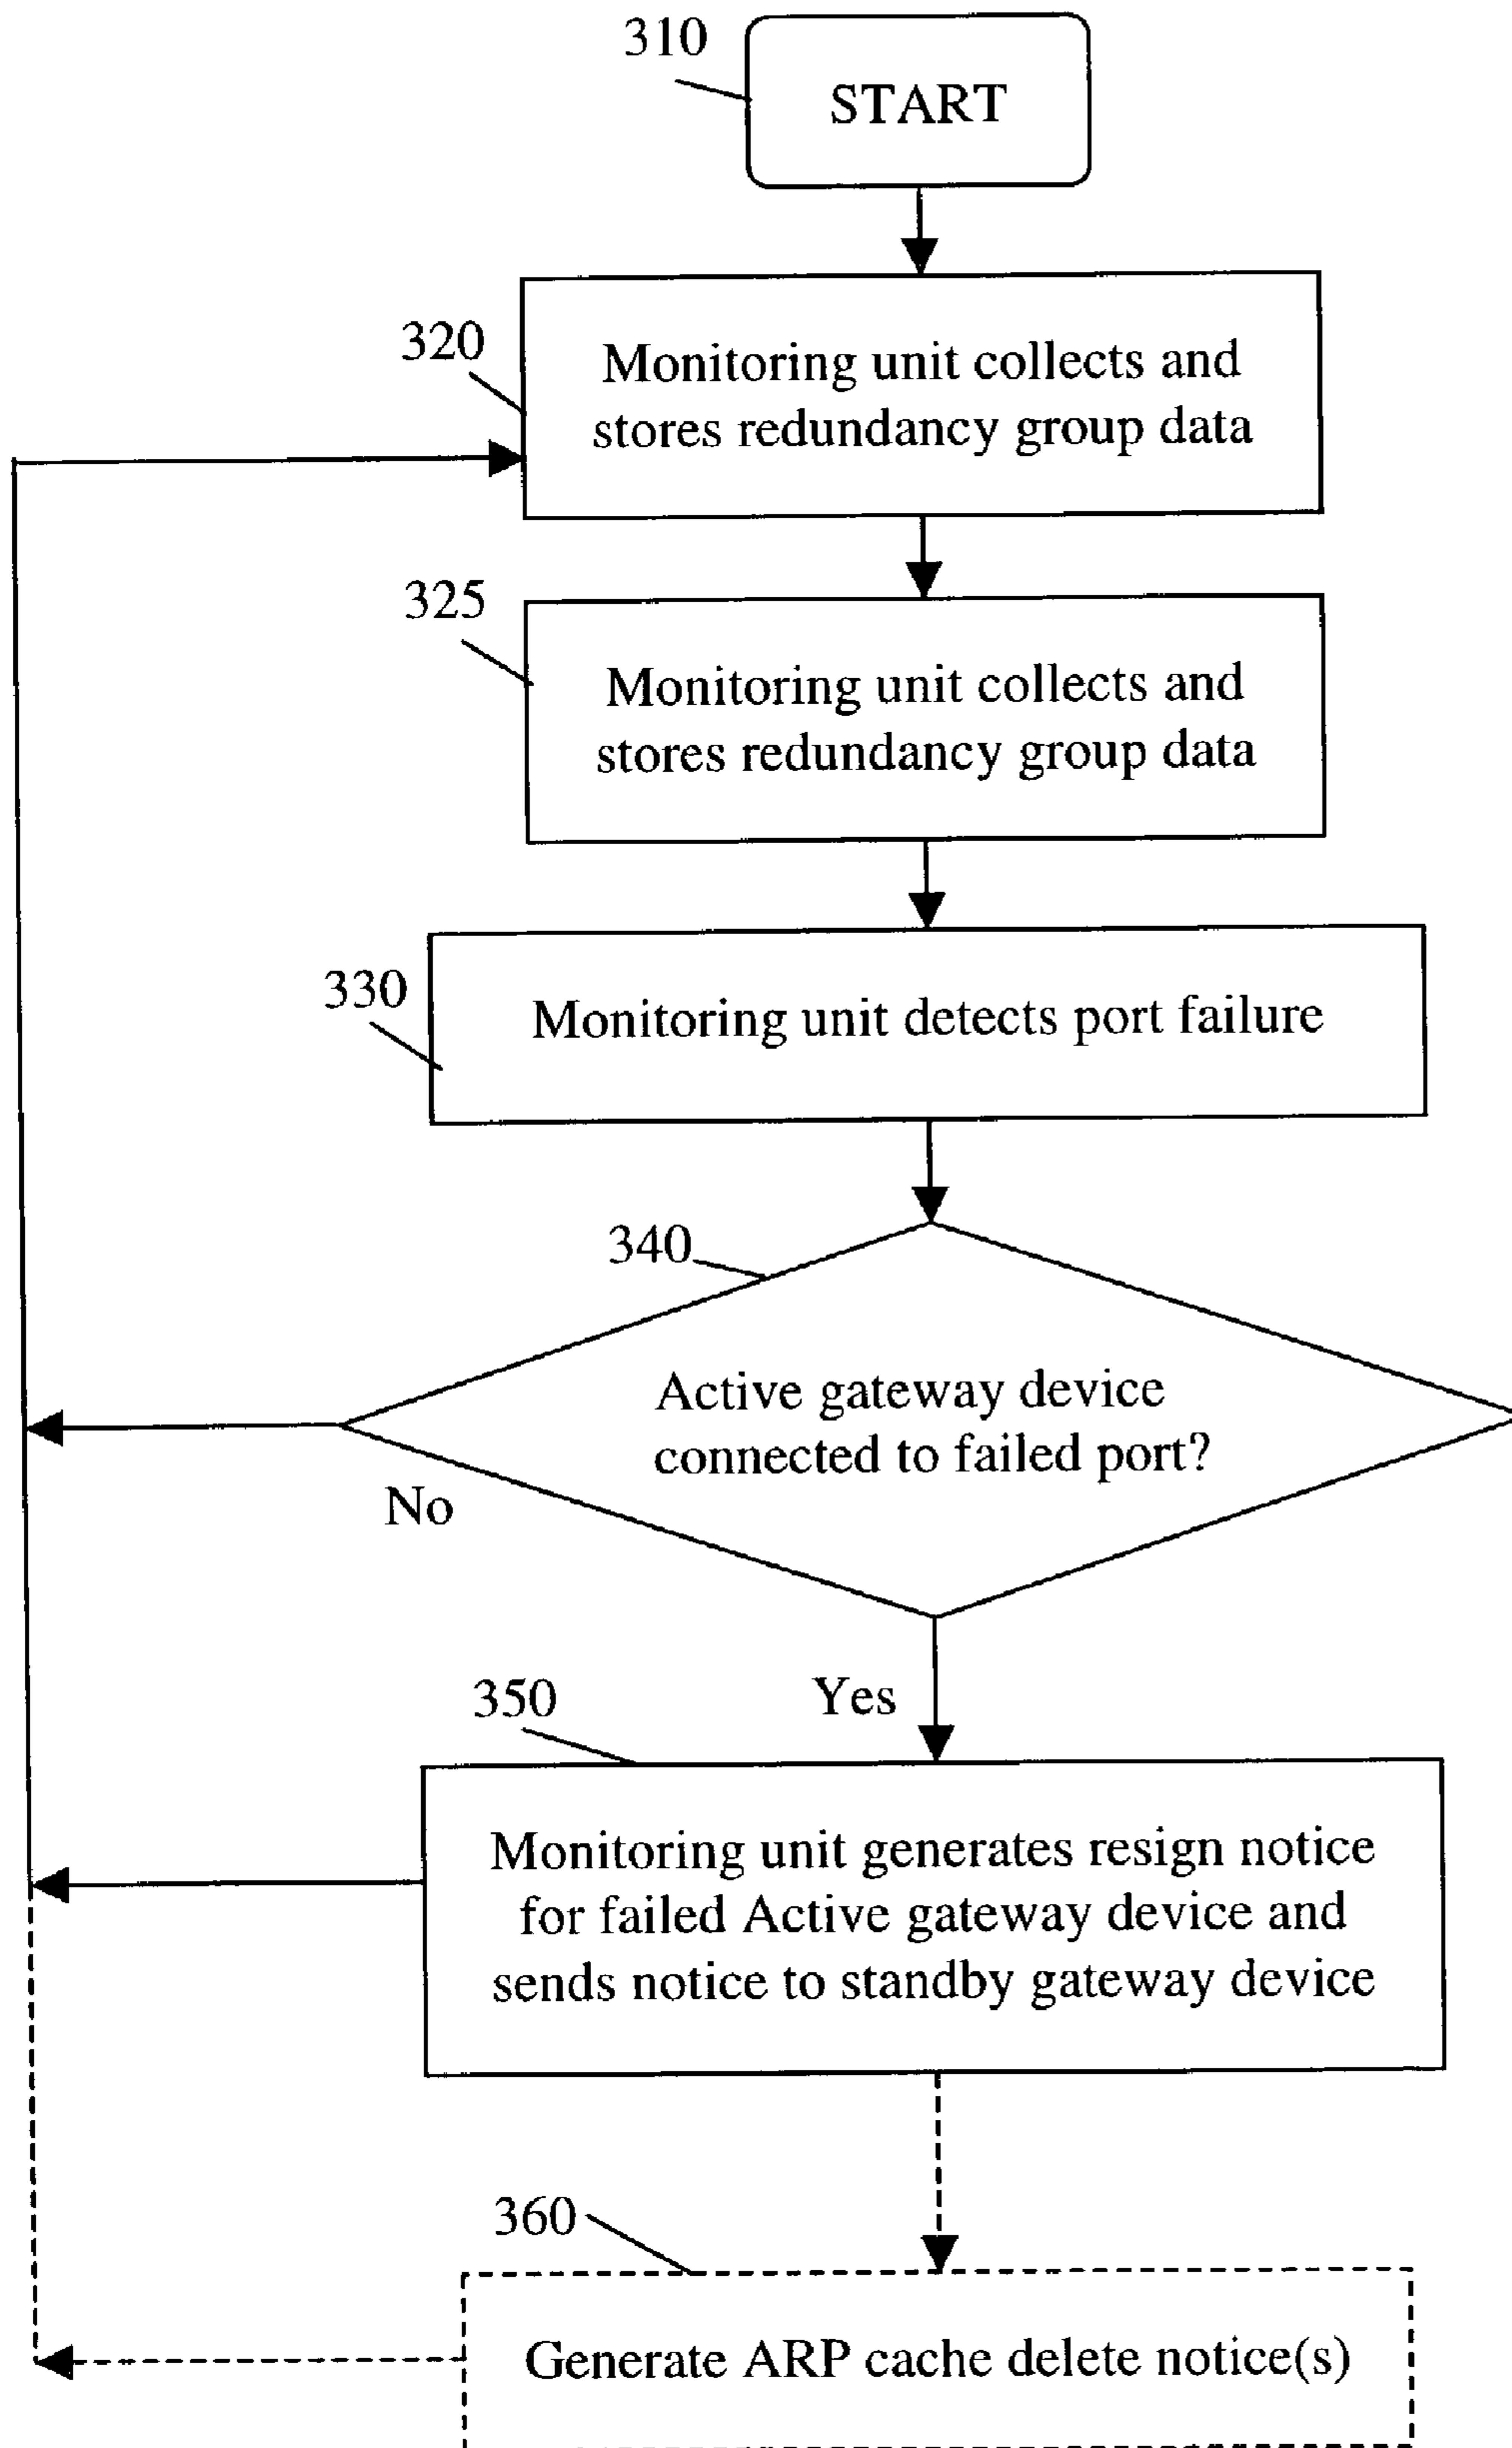 310
START
320
Monitoring unit collects and
stores redundancy group data
325
Monitoring unit collects and
stores redundancy group data
330
Monitoring unit detects port failure
340
Active gateway device
connected to failed port?
No
Yes
350
Monitoring unit generates resign notice
for failed Active gateway device and
sends notice to standby gateway device
360
Generate ARP cache delete notice(s)